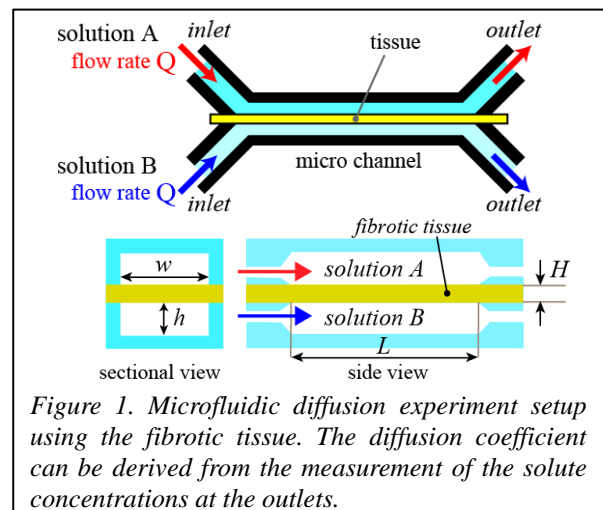 solution A
inlet
flow rate Q
tissue
outlet
solution B
flow rate Q
inlet
micro channel
outlet
fibrotic tissue
w
h
solution A
solution B
H
L
sectional view
side view
Figure 1. Microfluidic diffusion experiment setup
using the fibrotic tissue. The diffusion coefficient
can be derived from the measurement of the solute
concentrations at the outlets.